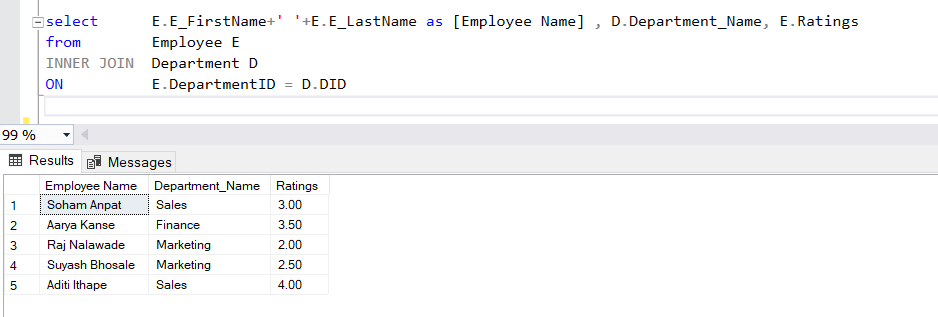 select E.E_FirstName+' '+E.E_LastName as [Employee Name] , D.Department_Name, E.Ratings
from Employee E
INNER JOIN Department D
ON E.DepartmentID = D.DID
99 %
Results Messages
Employee Name Department_Name Ratings
1 Soham Anpat Sales 3.00
2 Aarya Kanse Finance 3.50
3 Raj Nalawade Marketing 2.00
4 Suyash Bhosale Marketing 2.50
5 Aditi Ithape Sales 4.00